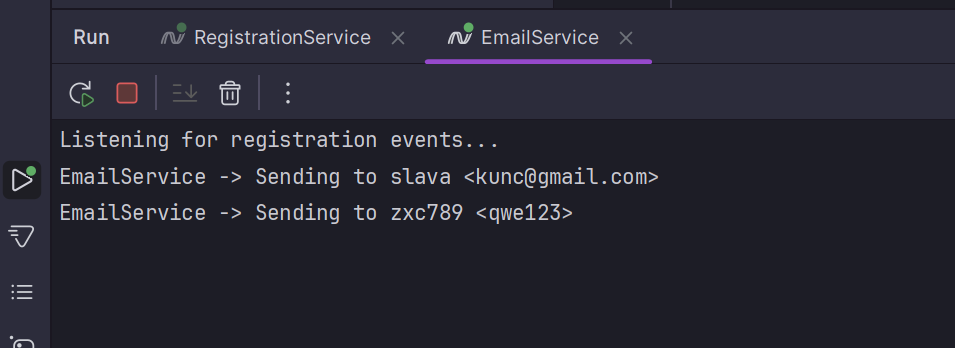 Run RegistrationService EmailService
Listening for registration events...
EmailService -> Sending to slava <kunc@gmail.com>
EmailService -> Sending to zxc789 <qwe123>